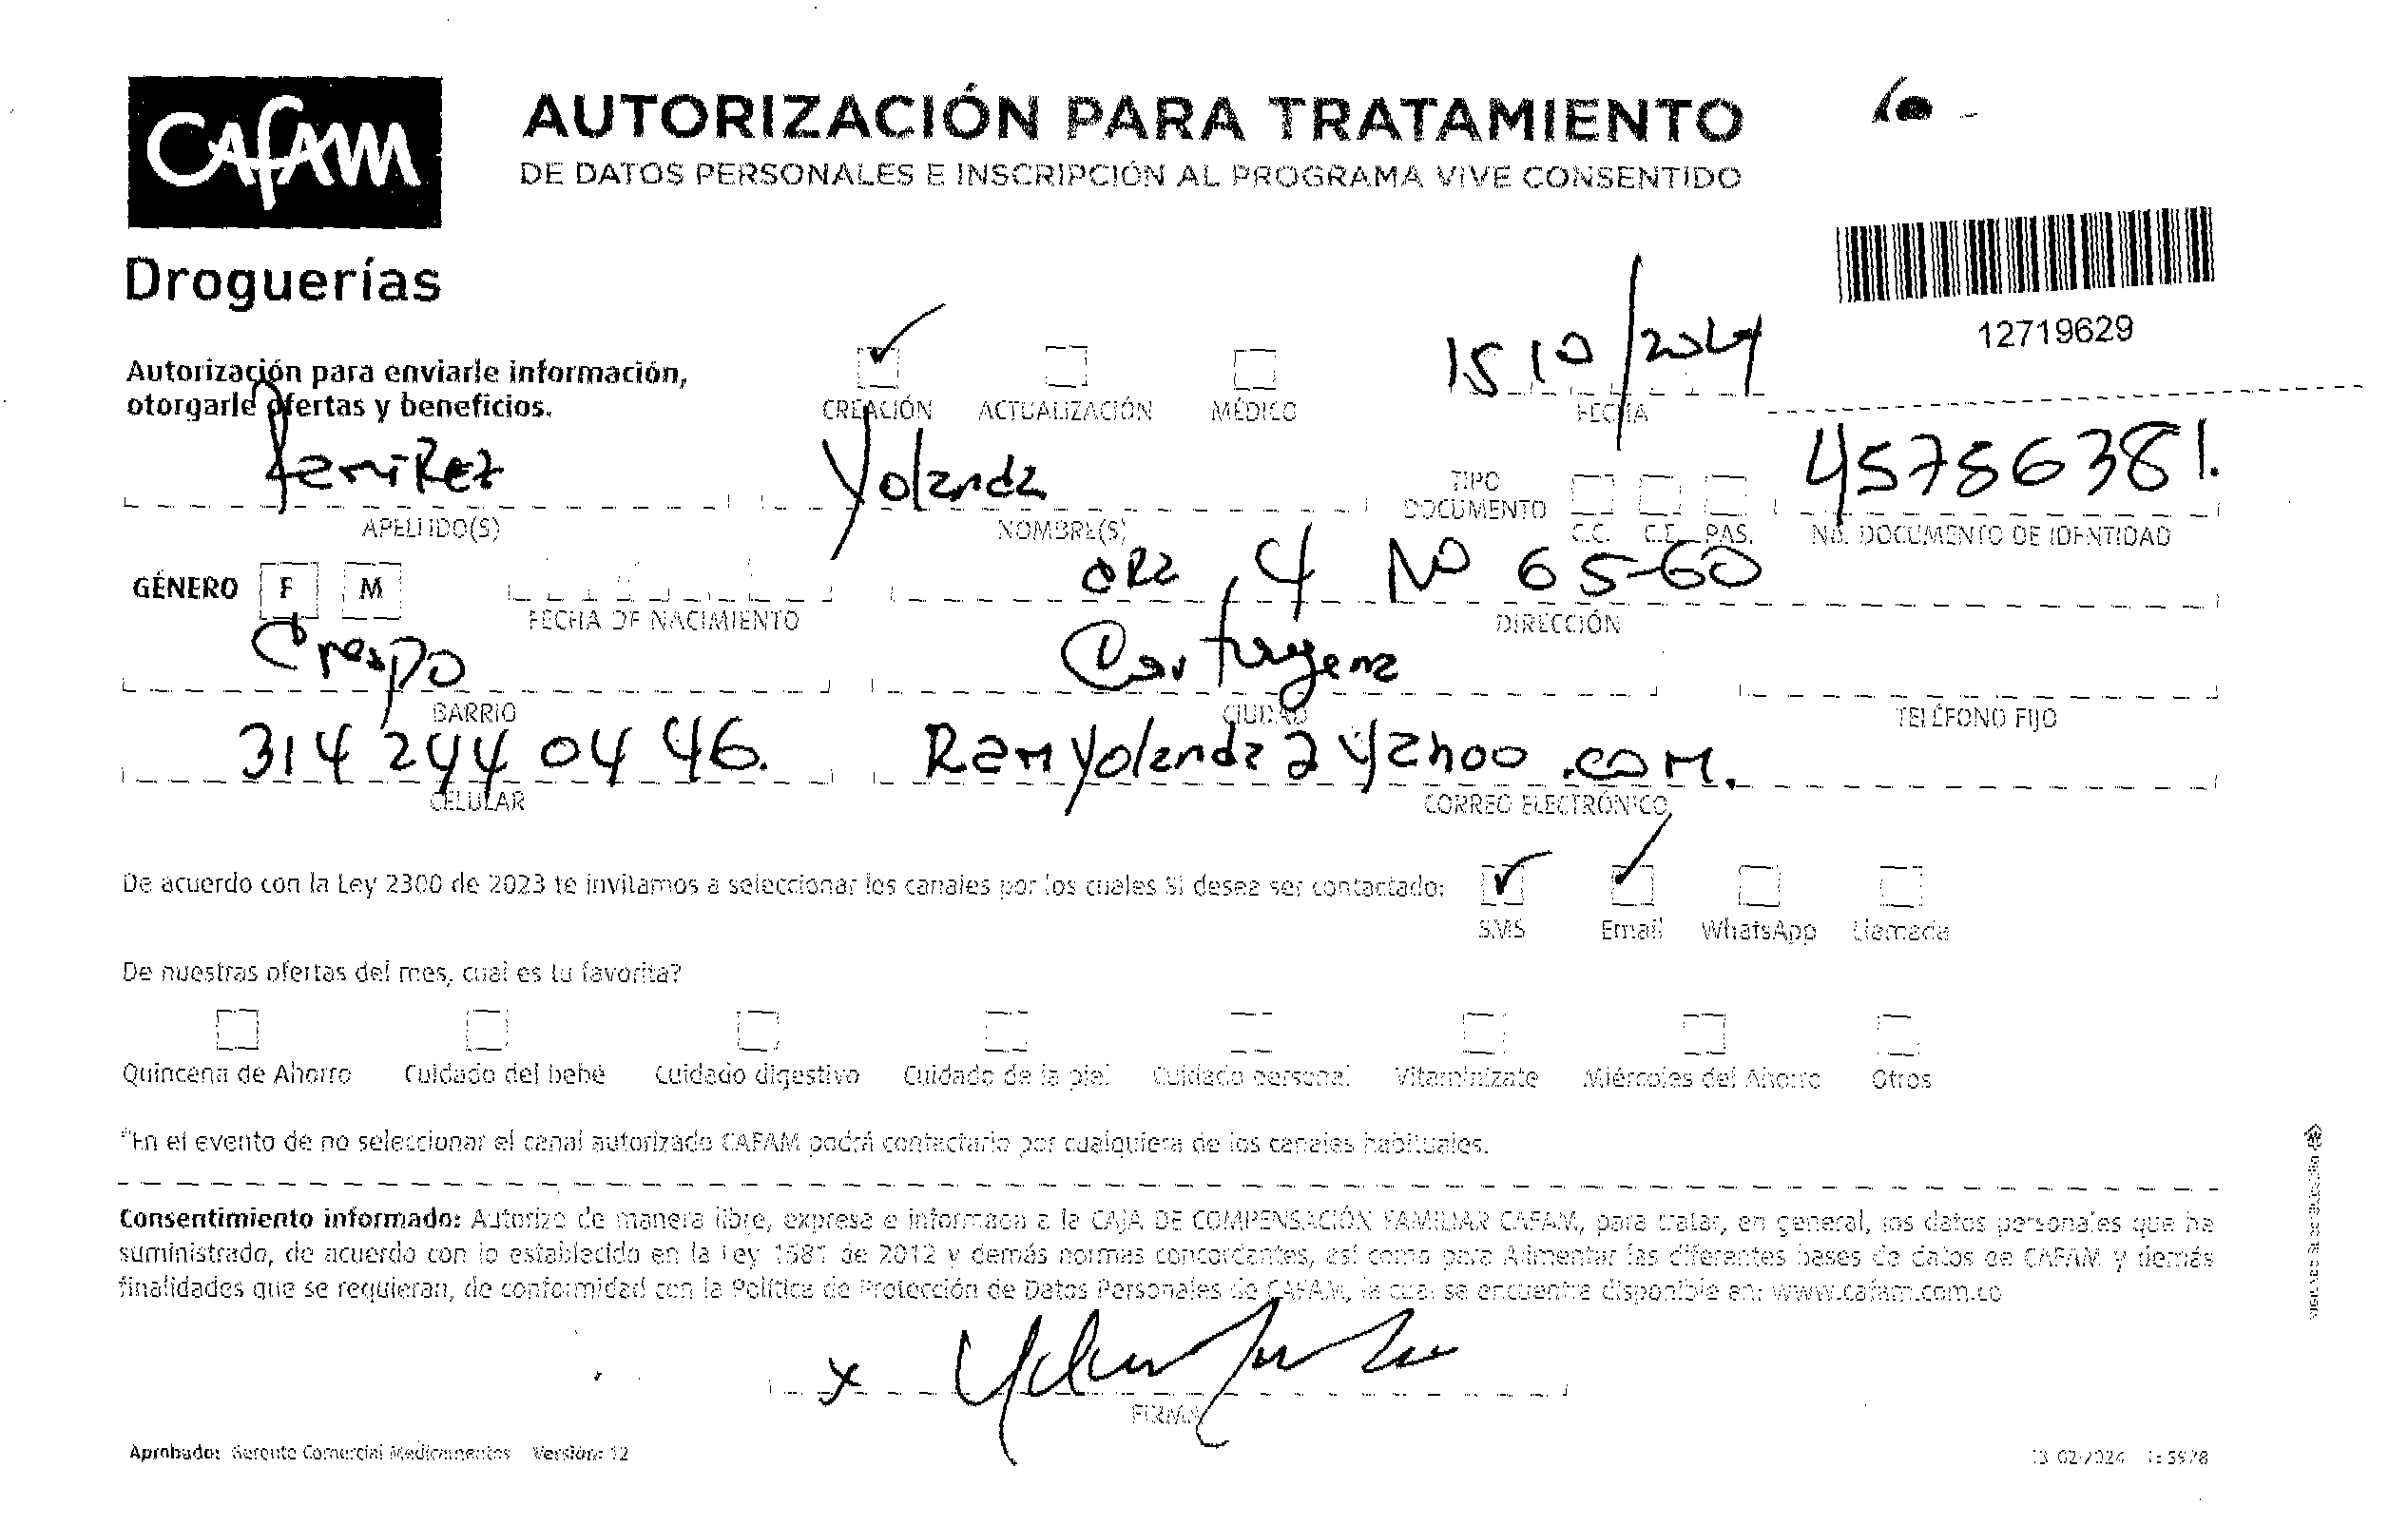 CAFAM
AUTORIZACIÓN PARA TRATAMIENTO
DE DATOS PERSONALES E INSCRIPCIÓN AL PROGRAMA VIVE CONSENTIDO
Droguerías
12719629
Autorización para enviarle información,
otorgarle ofertas y beneficios.
CREACIÓN ACTUALIZACIÓN MÉDICO
15 10/2024
FECHA
Ramirez Yolanda 45786381.
APELLIDO(S) NOMBRE(S) TIPO DOCUMENTO C.C. C.E. PAS. No. DOCUMENTO DE IDENTIDAD
GÉNERO F M
4 Nº 65-60
FECHA DE NACIMIENTO DIRECCIÓN
Crespo Cartagena
BARRIO CIUDAD TELÉFONO FIJO
314 244 04 46. Ramyolanda@yahoo.com.
CELULAR CORREO ELECTRÓNICO
De acuerdo con la Ley 2300 de 2023 te invitamos a seleccionar los canales por los cuales SI desea ser contactado:
SMS Email WhatsApp Llamada
De nuestras ofertas del mes, cual es tu favorita?
Quincena de Ahorro Cuidado del bebé Cuidado digestivo Cuidado de la piel Cuidado personal Vitamínizate Miércoles del Ahorro Otros
*En el evento de no seleccionar el canal autorizado CAFAM podrá contactarlo por cualquiera de los canales habituales.
Consentimiento informado: Autorizo de manera libre, expresa e informada a la CAJA DE COMPENSACIÓN FAMILIAR CAFAM, para tratar, en general, los datos personales que he
suministrado, de acuerdo con lo establecido en la Ley 1581 de 2012 y demás normas concordantes, así como para Alimentar las diferentes bases de datos de CAFAM y demás
finalidades que se requieran, de conformidad con la Política de Protección de Datos Personales de CAFAM, la cual se encuentra disponible en: www.cafam.com.co
x
FIRMA
Aprobado: Gerente Comercial Medicamentos Versión: 12
13-02-2024